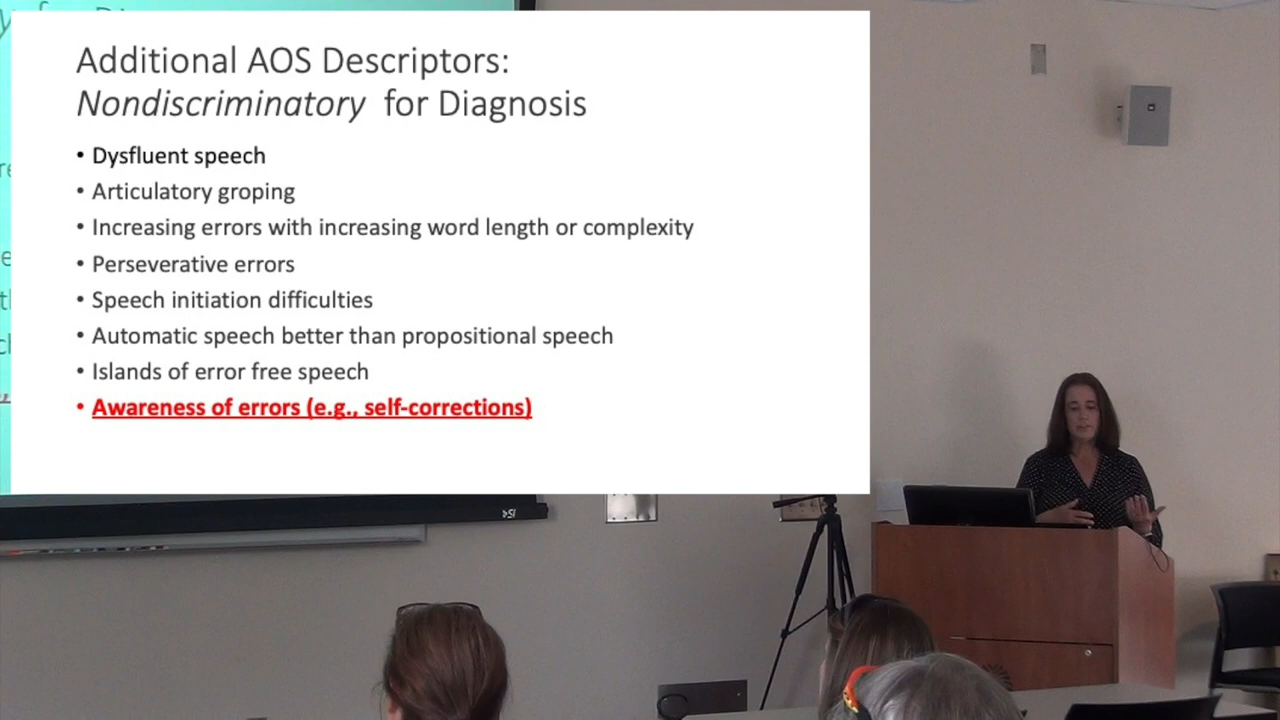 Additional AOS Descriptors:
Nondiscriminatory for Diagnosis
• Dysfluent speech
• Articulatory groping
• Increasing errors with increasing word length or complexity
• Perseverative errors
• Speech initiation difficulties
• Automatic speech better than propositional speech
• Islands of error free speech
• Awareness of errors (e.g., self-corrections)